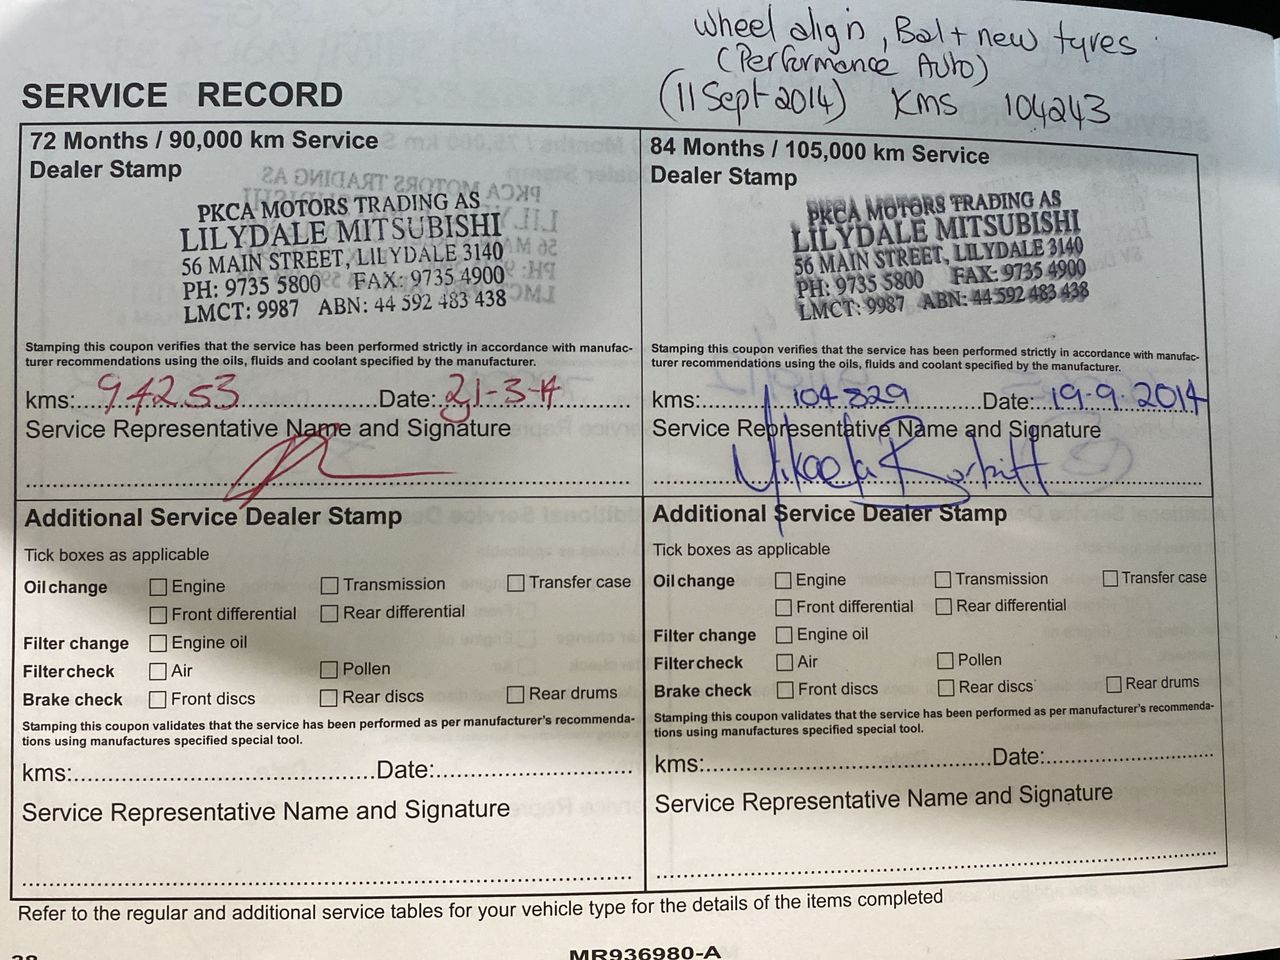 wheel align, Bal + new tyres
(Performance Auto)
(11 Sept 2014) Kms 104243
SERVICE RECORD
72 Months / 90,000 km Service
Dealer Stamp
PKCA MOTORS TRADING AS
LILYDALE MITSUBISHI
56 MAIN STREET, LILYDALE 3140
PH: 9735 5800 FAX: 9735 4900
LMCT: 9987 ABN: 44 592 483 438
Stamping this coupon verifies that the service has been performed strictly in accordance with manufac-
turer recommendations using the oils, fluids and coolant specified by the manufacturer.
kms: 94253 Date: 21-3-14
Service Representative Name and Signature
Additional Service Dealer Stamp
Tick boxes as applicable
Oil change Engine Transmission Transfer case
Front differential Rear differential
Filter change Engine oil
Filter check Air Pollen
Brake check Front discs Rear discs Rear drums
Stamping this coupon validates that the service has been performed as per manufacturer's recommenda-
tions using manufactures specified special tool.
kms: Date:
Service Representative Name and Signature
84 Months / 105,000 km Service
Dealer Stamp
PKCA MOTORS TRADING AS
LILYDALE MITSUBISHI
56 MAIN STREET, LILYDALE 3140
PH: 9735 5800 FAX: 9735 4900
LMCT: 9987 ABN: 44 592 483 438
Stamping this coupon verifies that the service has been performed strictly in accordance with manufac-
turer recommendations using the oils, fluids and coolant specified by the manufacturer.
kms: 104329 Date: 19.9.2014
Service Representative Name and Signature
Mikaela
Additional Service Dealer Stamp
Tick boxes as applicable
Oil change Engine Transmission Transfer case
Front differential Rear differential
Filter change Engine oil
Filter check Air Pollen
Brake check Front discs Rear discs Rear drums
Stamping this coupon validates that the service has been performed as per manufacturer's recommenda-
tions using manufactures specified special tool.
kms: Date:
Service Representative Name and Signature
Refer to the regular and additional service tables for your vehicle type for the details of the items completed
MR936980-A